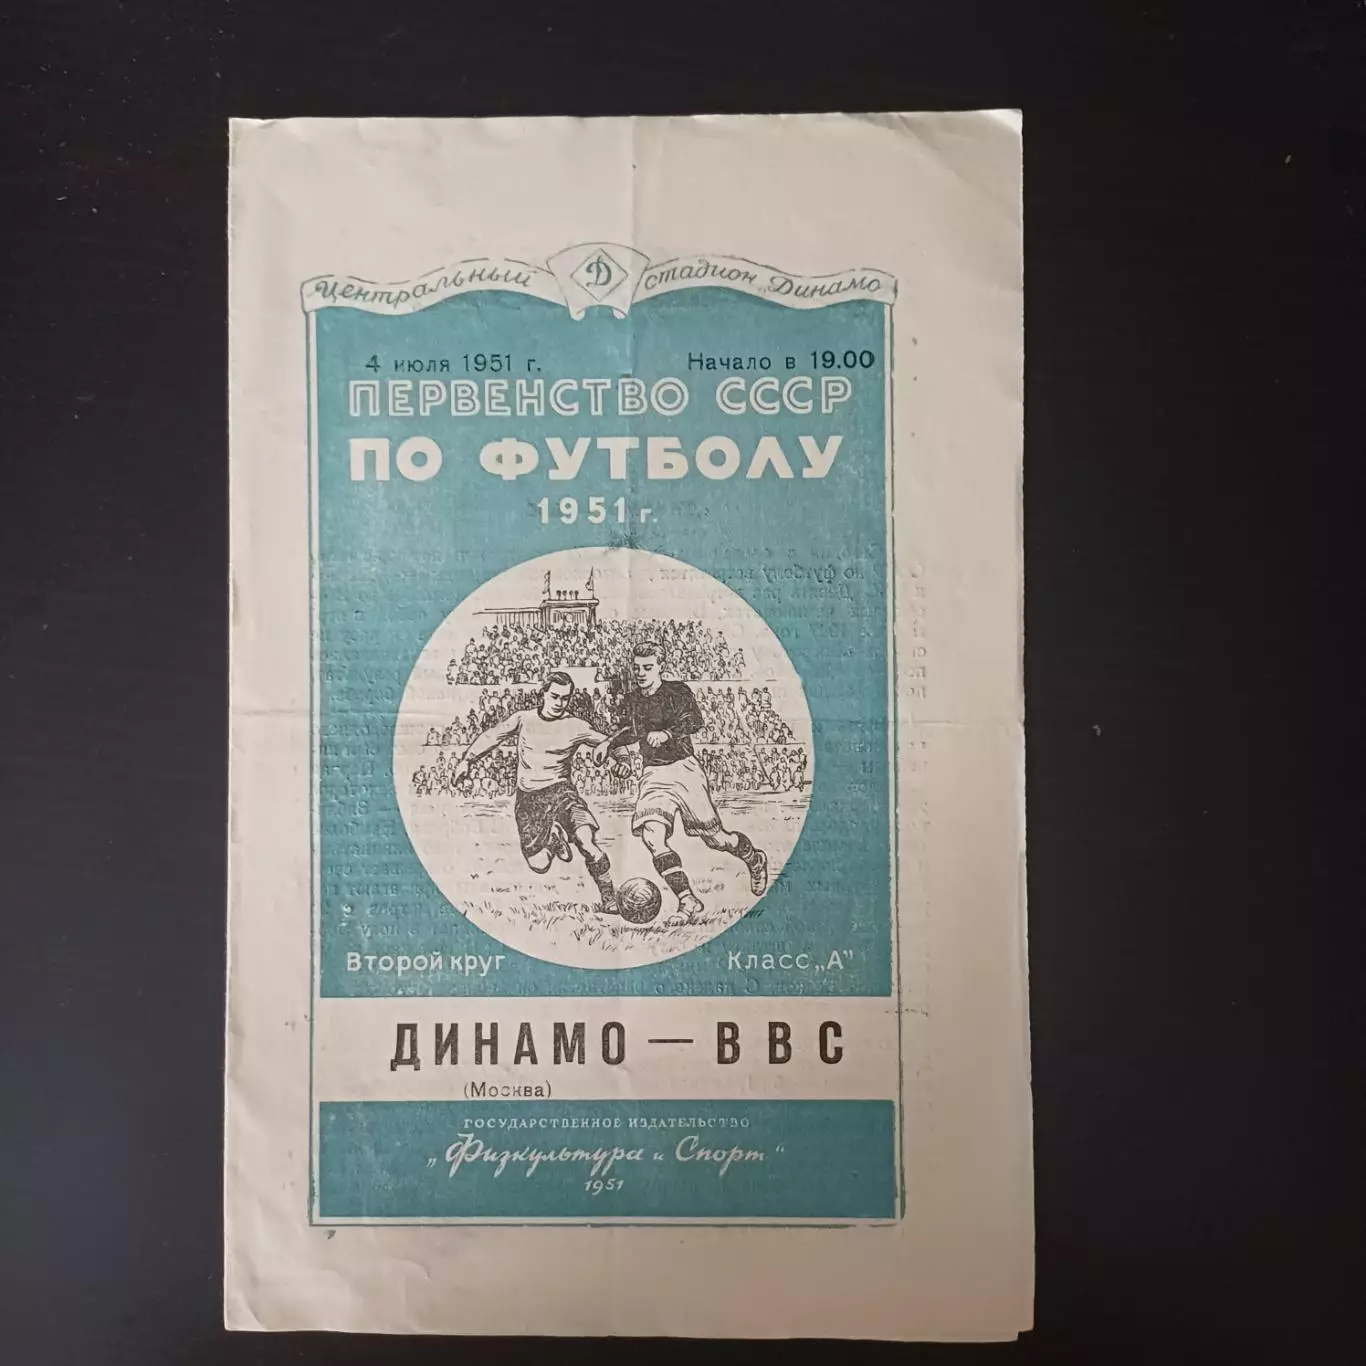 Центральный Д стадион „Динамо"
4 июля 1951 г. Начало в 19.00
ПЕРВЕНСТВО СССР
ПО ФУТБОЛУ
1951 г.
Второй круг Класс „А"
ДИНАМО — ВВС
(Москва)
ГОСУДАРСТВЕННОЕ ИЗДАТЕЛЬСТВО
„Физкультура и Спорт"
1951